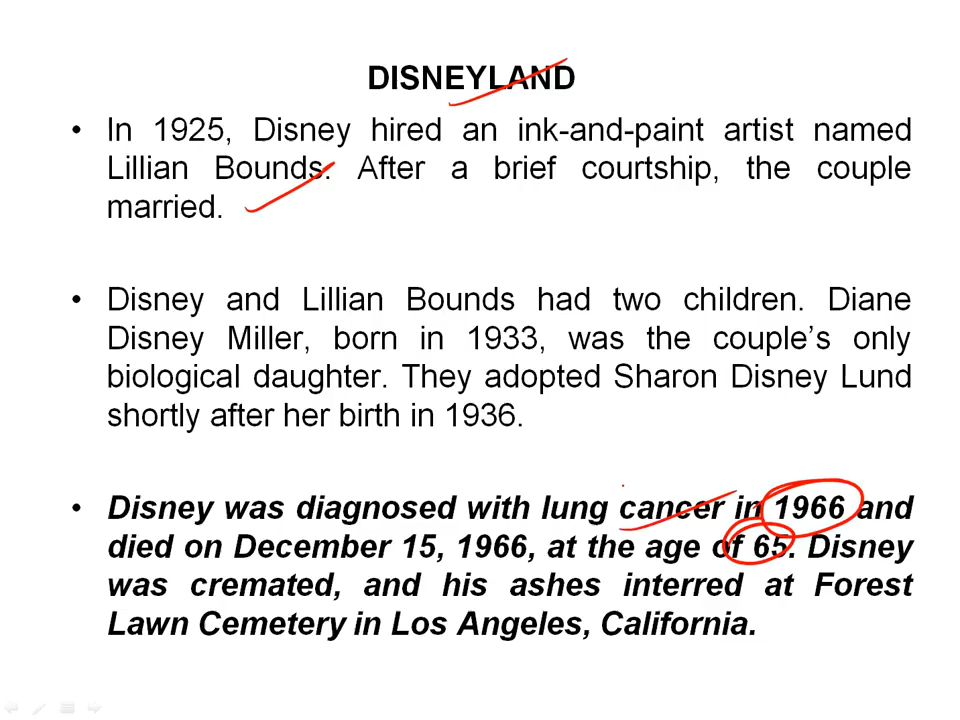 DISNEYLAND
• In 1925, Disney hired an ink-and-paint artist named
Lillian Bounds. After a brief courtship, the couple
married.
• Disney and Lillian Bounds had two children. Diane
Disney Miller, born in 1933, was the couple’s only
biological daughter. They adopted Sharon Disney Lund
shortly after her birth in 1936.
• Disney was diagnosed with lung cancer in 1966 and
died on December 15, 1966, at the age of 65. Disney
was cremated, and his ashes interred at Forest
Lawn Cemetery in Los Angeles, California.